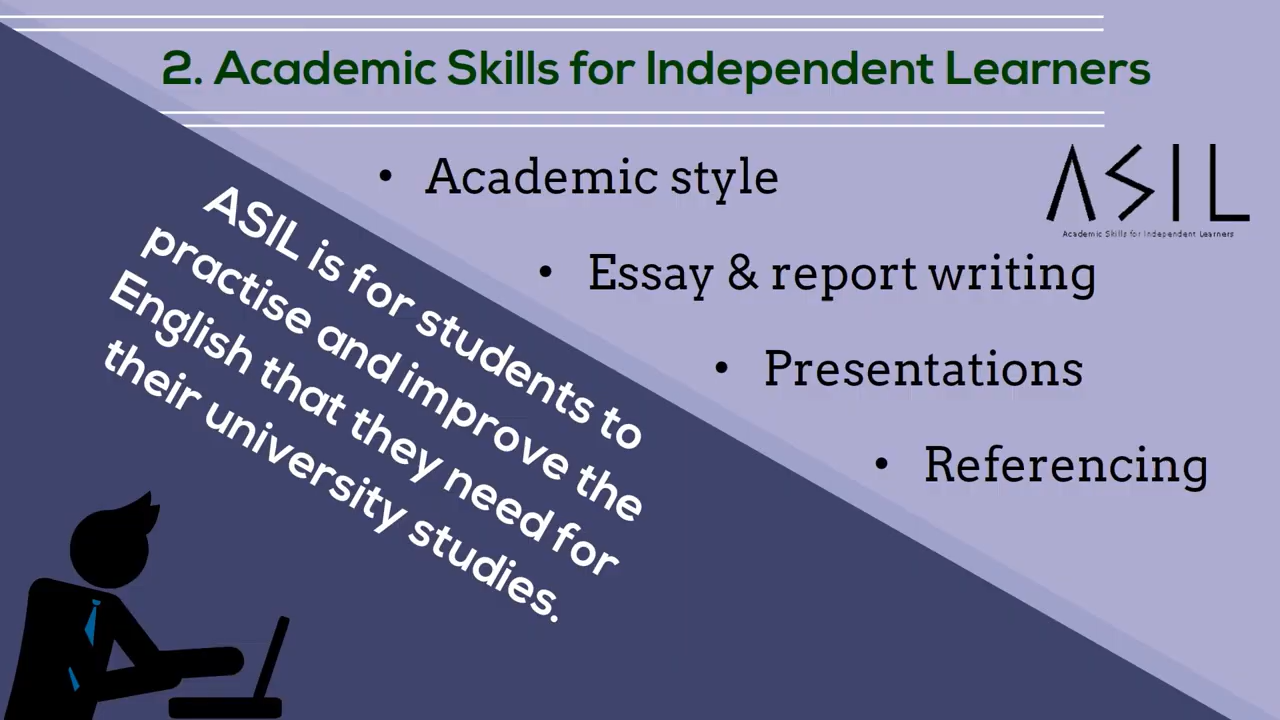 2. Academic Skills for Independent Learners
• Academic style
ASIL
Academic Skills for Independent Learners
• Essay & report writing
• Presentations
• Referencing
ASIL is for students to
practise and improve the
English that they need for
their university studies.